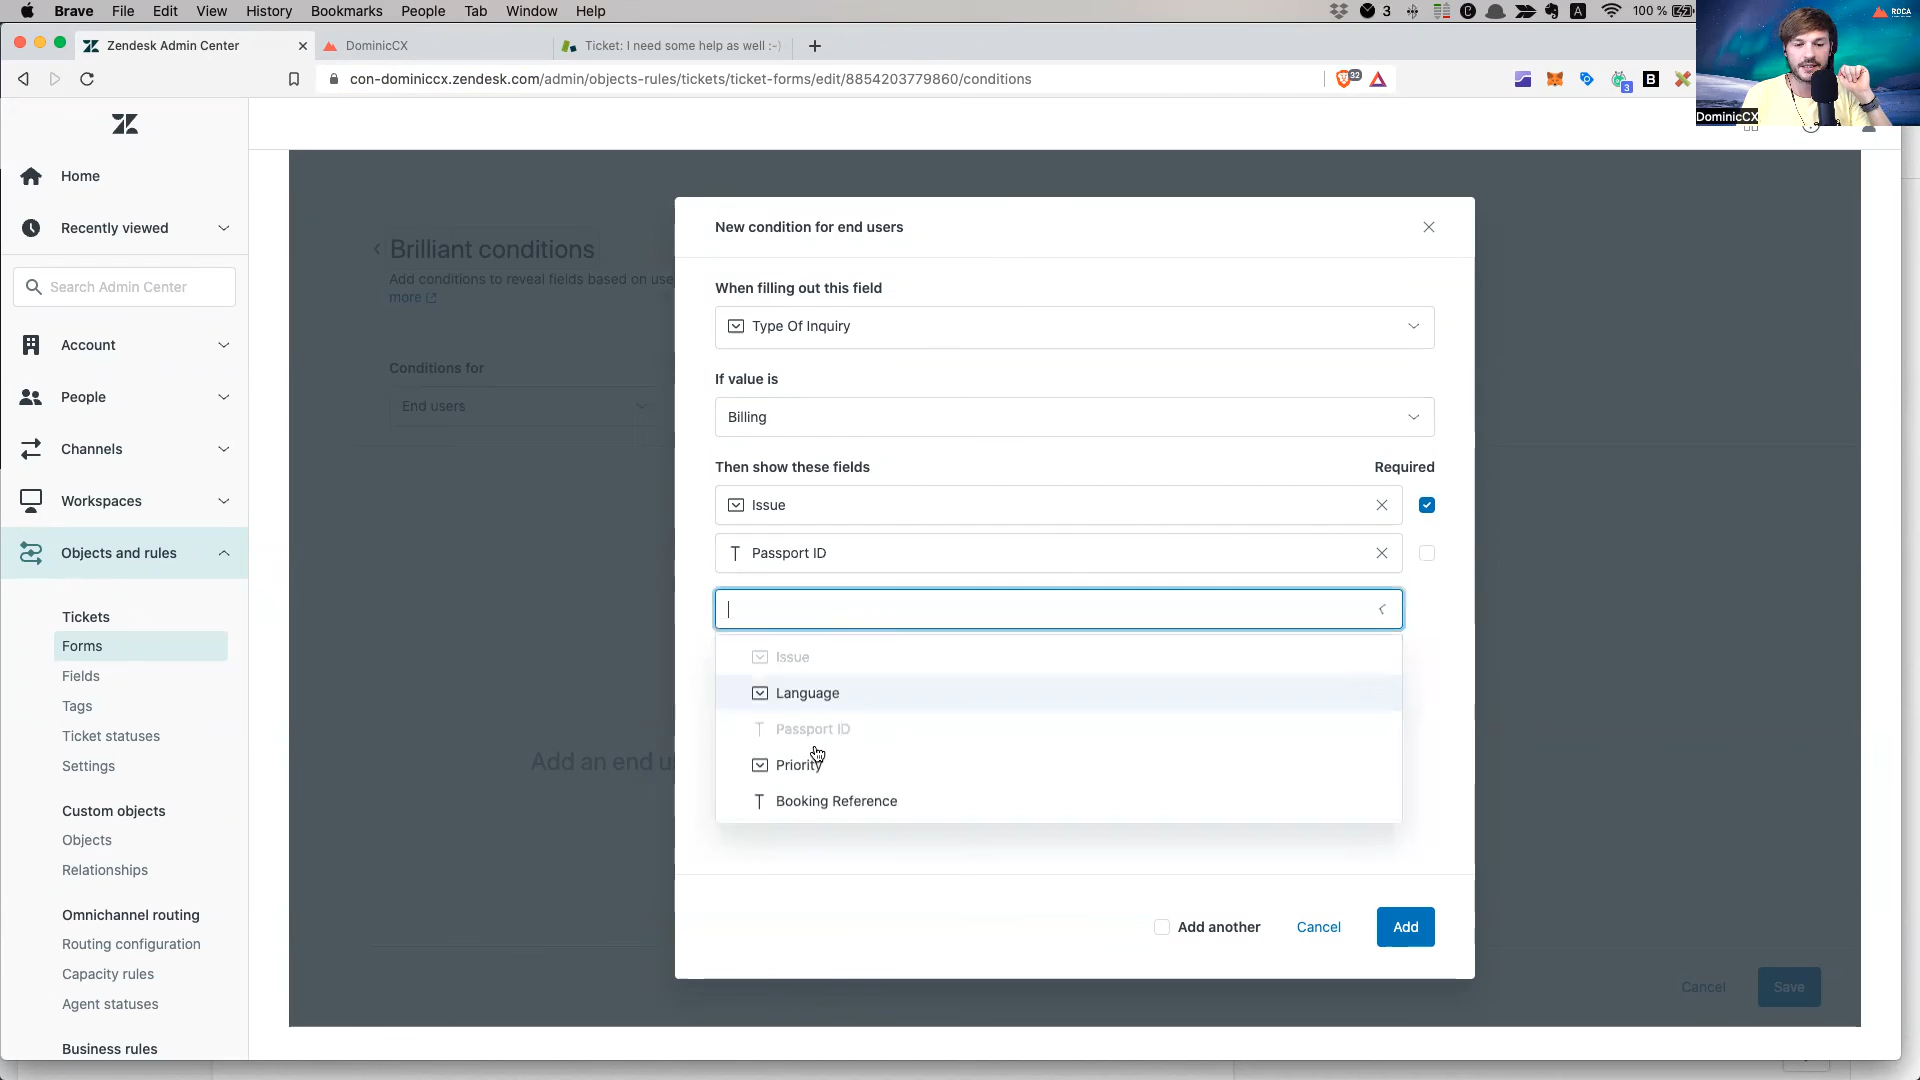 Brave File Edit View History Bookmarks People Tab Window Help
3
A
100 %
ROCA
Zendesk Admin Center
DominicCX
Ticket: I need some help as well :-)
con-dominiccx.zendesk.com/admin/objects-rules/tickets/ticket-forms/edit/8854203779860/conditions
32
3
B
DominicCX
Home
Recently viewed
Search Admin Center
Account
People
Channels
Workspaces
Objects and rules
Tickets
Forms
Fields
Tags
Ticket statuses
Settings
Custom objects
Objects
Relationships
Omnichannel routing
Routing configuration
Capacity rules
Agent statuses
Business rules
Brilliant conditions
Add conditions to reveal fields based on use
more
Conditions for
End users
Add an end u
Cancel
Save
New condition for end users
When filling out this field
Type Of Inquiry
If value is
Billing
Then show these fields
Required
Issue
Passport ID
Issue
Language
Passport ID
Priority
Booking Reference
Add another
Cancel
Add